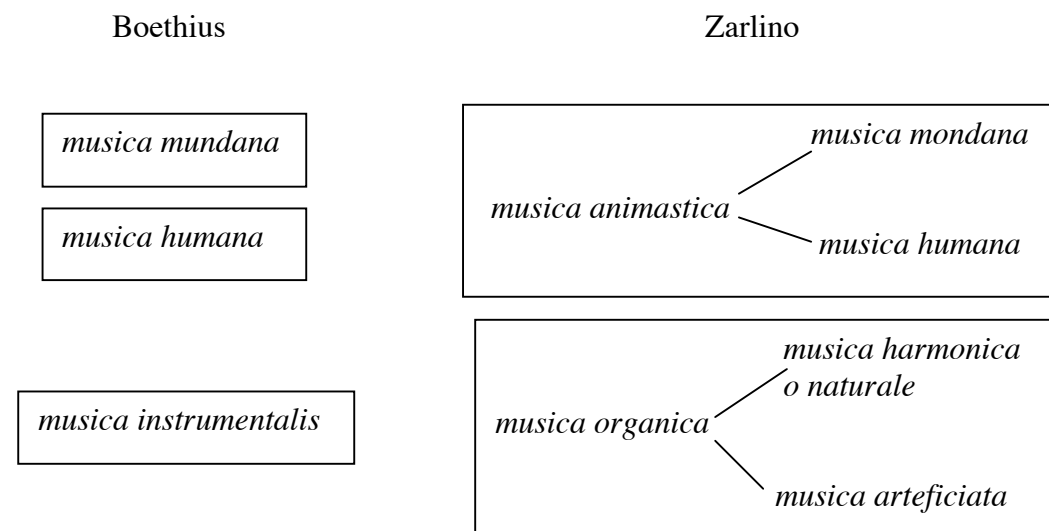 Boethius
Zarlino
musica mundana
musica humana
musica instrumentalis
musica animastica
musica mondana
musica humana
musica organica
musica harmonica
o naturale
musica arteficiata